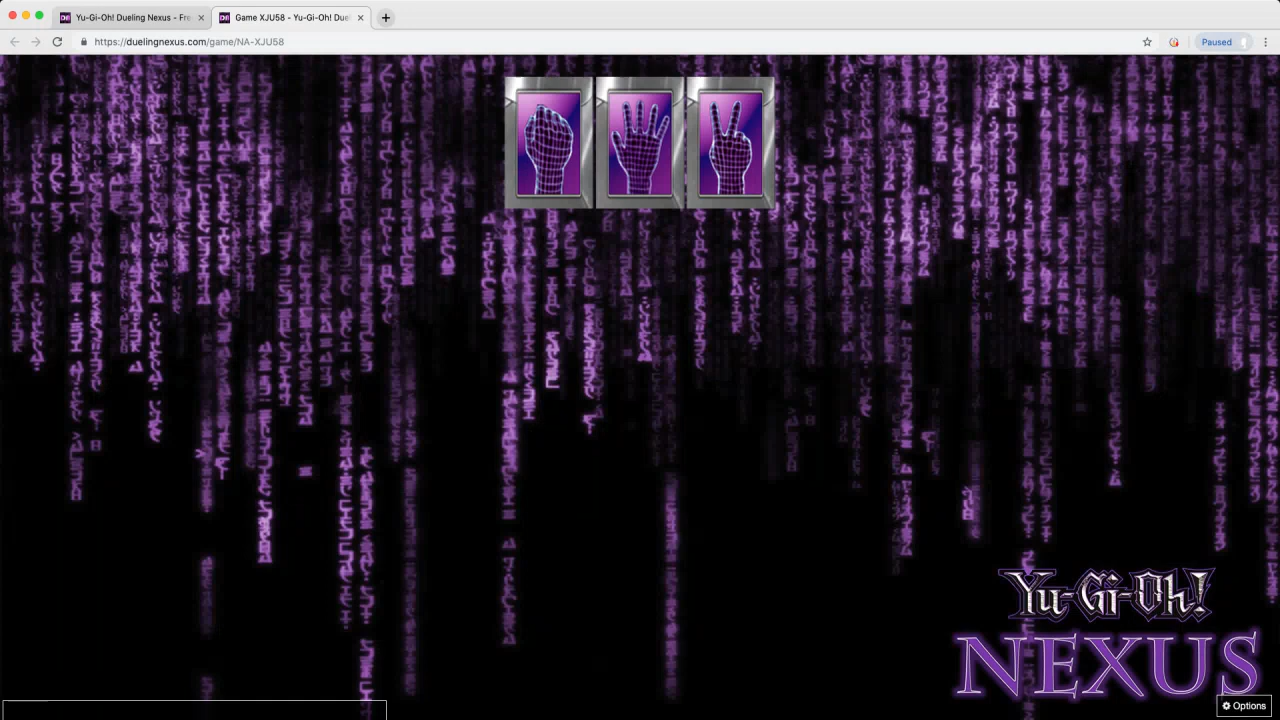 Yu-Gi-Oh! Dueling Nexus - Fre
Game XJU58 - Yu-Gi-Oh! Duel
https://duelingnexus.com/game/NA-XJU58
Paused
Yu-Gi-Oh!
NEXUS
Options